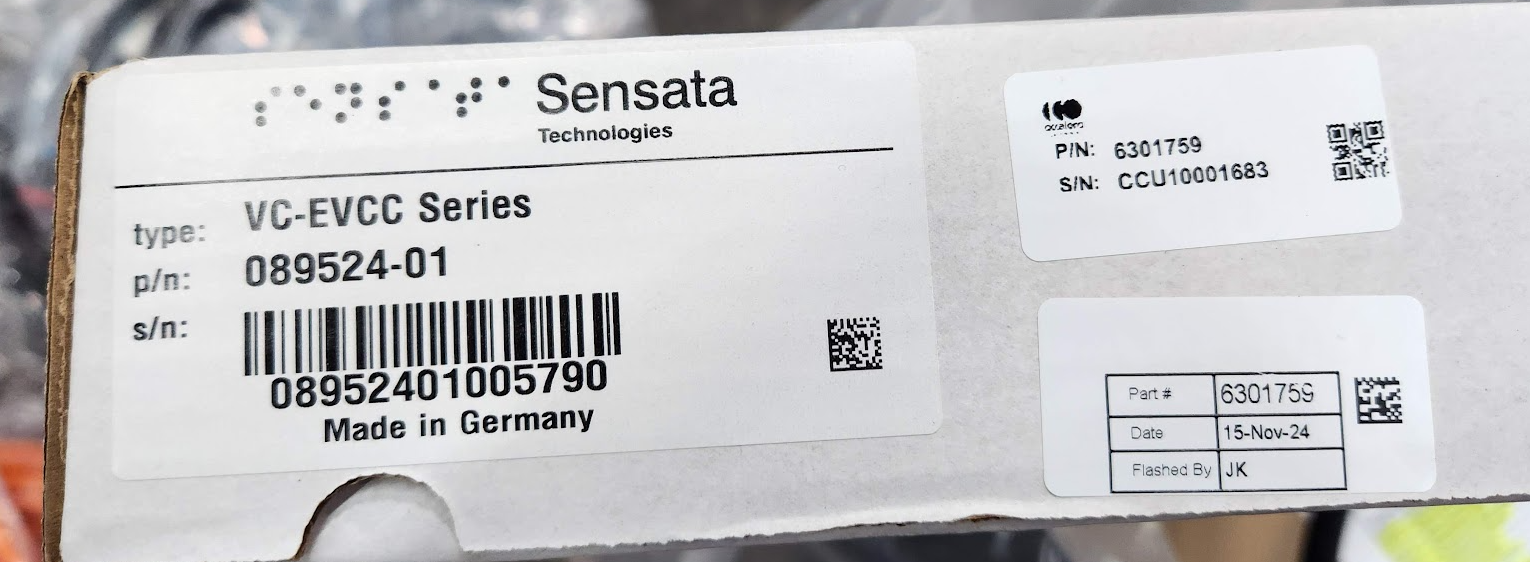 Sensata
Technologies
type: VC-EVCC Series
p/n: 089524-01
s/n:
08952401005790
Made in Germany
accelera
P/N: 6301759
S/N: CCU10001683
Part # 6301759
Date 15-Nov-24
Flashed By JK